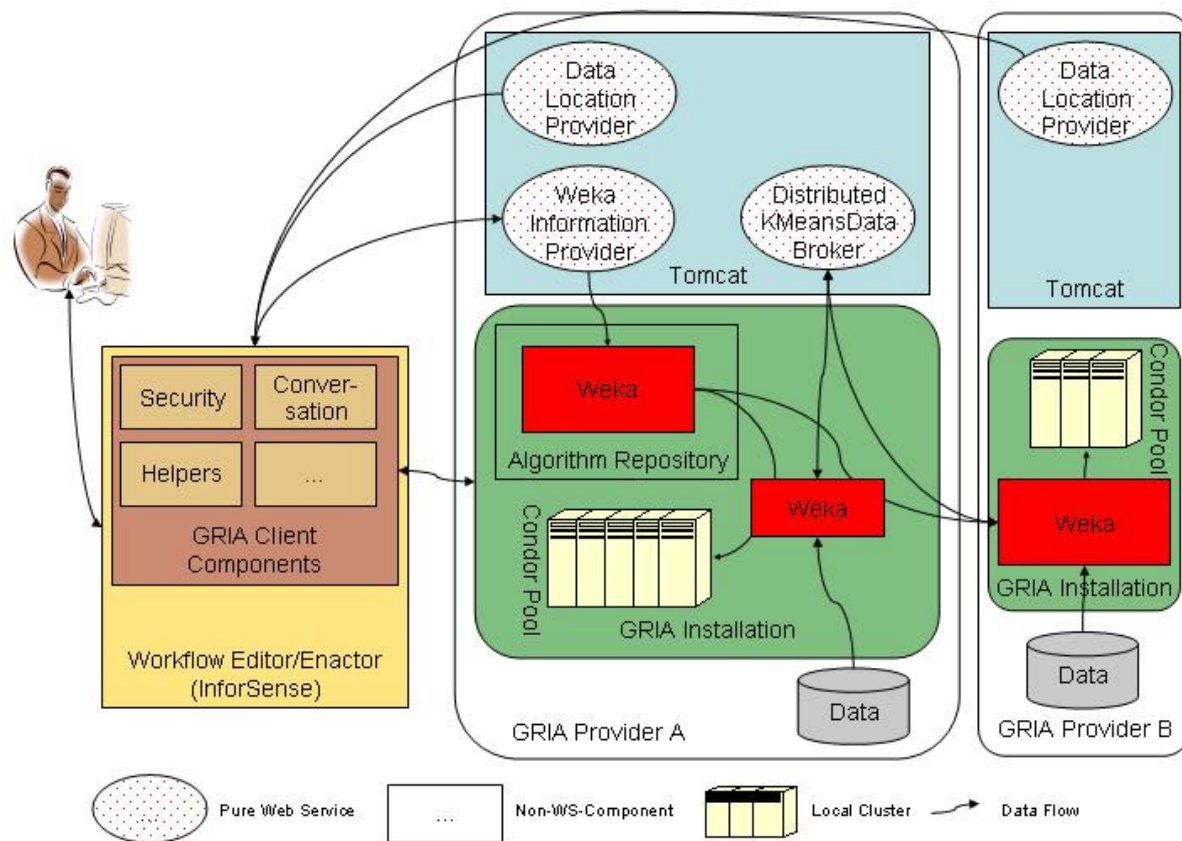 Data
Location
Provider
Weka
Information
Provider
Distributed
KMeansData
Broker
Tomcat
Data
Location
Provider
Tomcat
Security
Conver-
sation
Helpers
...
GRIA Client
Components
Workflow Editor/Enactor
(InforSense)
Weka
Algorithm Repository
Weka
Condor Pool
GRIA Installation
Data
GRIA Provider A
Condor Pool
Weka
GRIA Installation
Data
GRIA Provider B
...
Pure Web Service
...
Non-WS-Component
Local Cluster
Data Flow